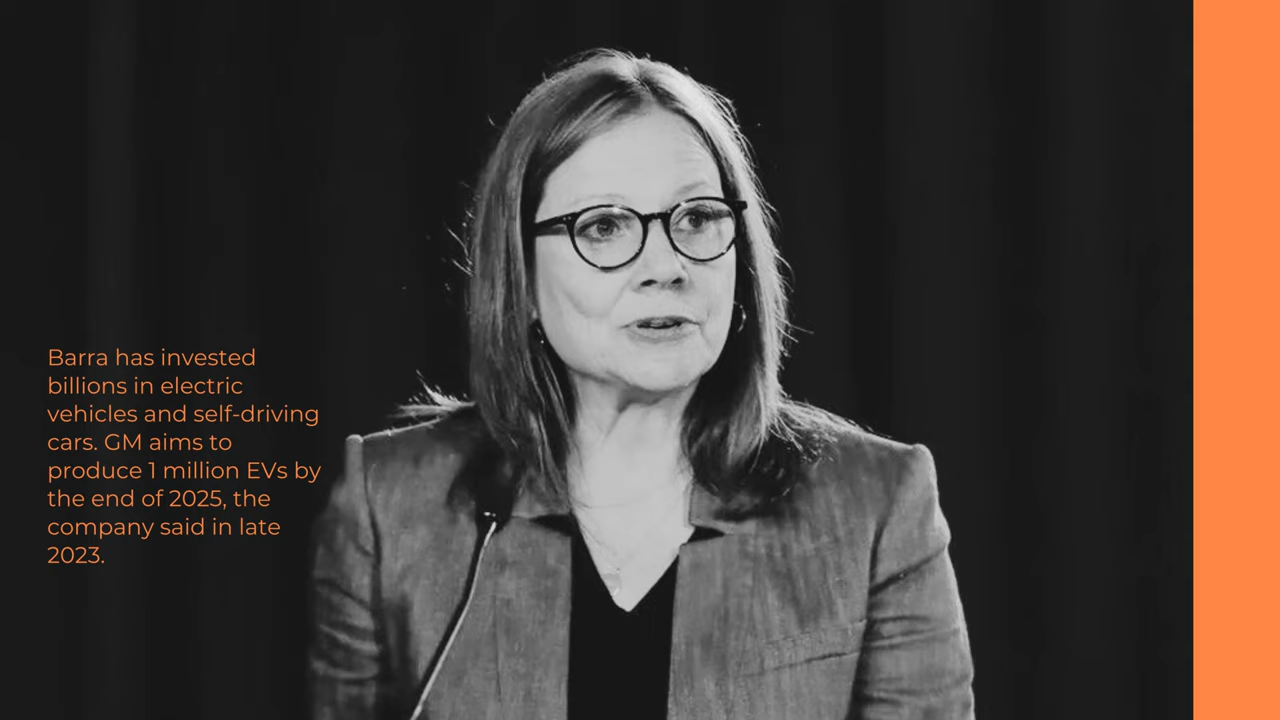 Barra has invested
billions in electric
vehicles and self-driving
cars. GM aims to
produce 1 million EVs by
the end of 2025, the
company said in late
2023.